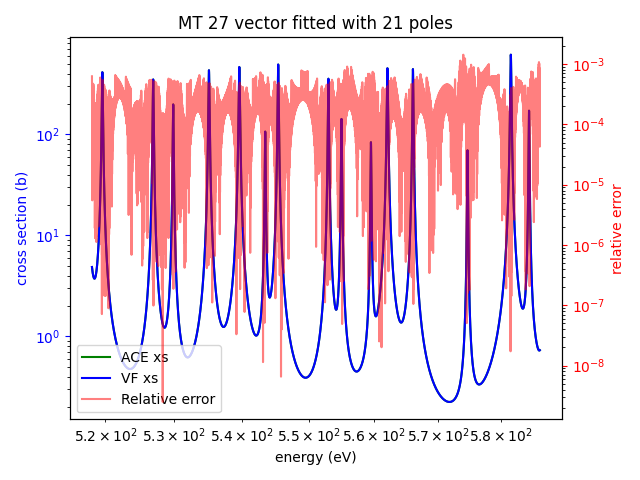 MT 27 vector fitted with 21 poles
cross section (b)
10²
10¹
10⁰
10⁻³
10⁻⁴
10⁻⁵
10⁻⁶
10⁻⁷
10⁻⁸
relative error
ACE xs
VF xs
Relative error
5.2 × 10² 5.3 × 10² 5.4 × 10² 5.5 × 10² 5.6 × 10² 5.7 × 10² 5.8 × 10²
energy (eV)